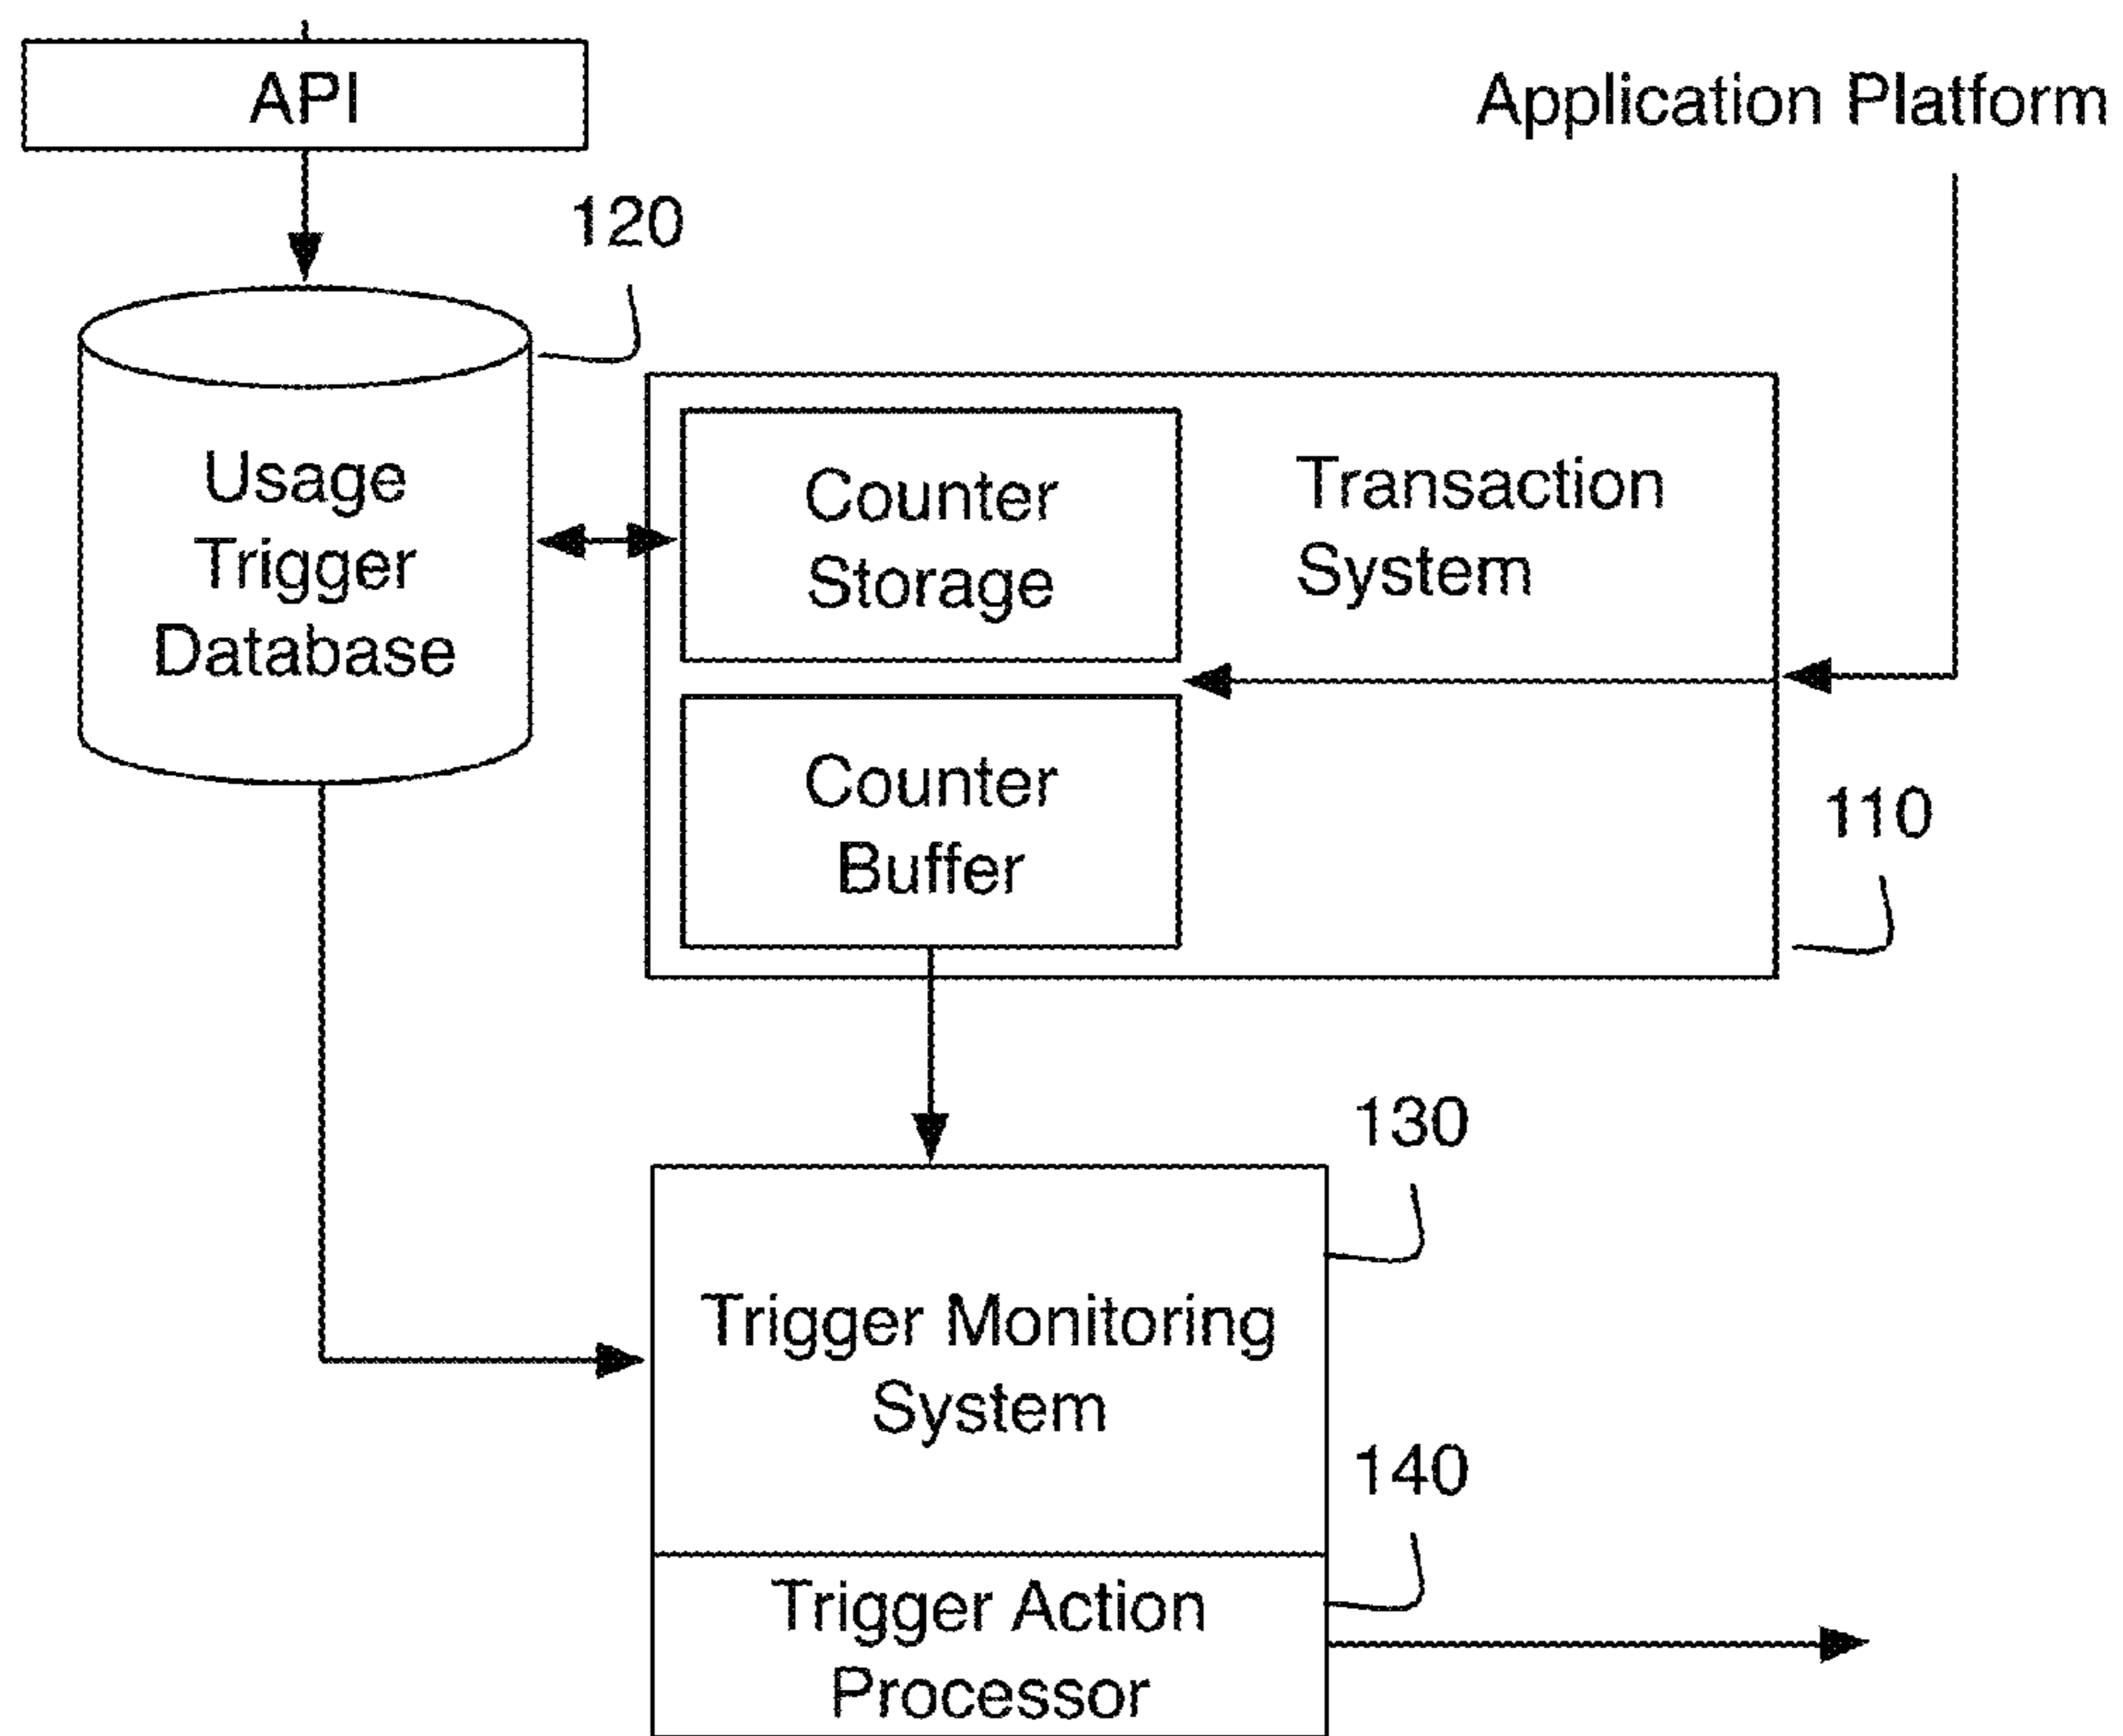 API
Application Platform
120
Usage
Trigger
Database
Counter
Storage
Transaction
System
Counter
Buffer
110
130
Trigger Monitoring
System
140
Trigger Action
Processor